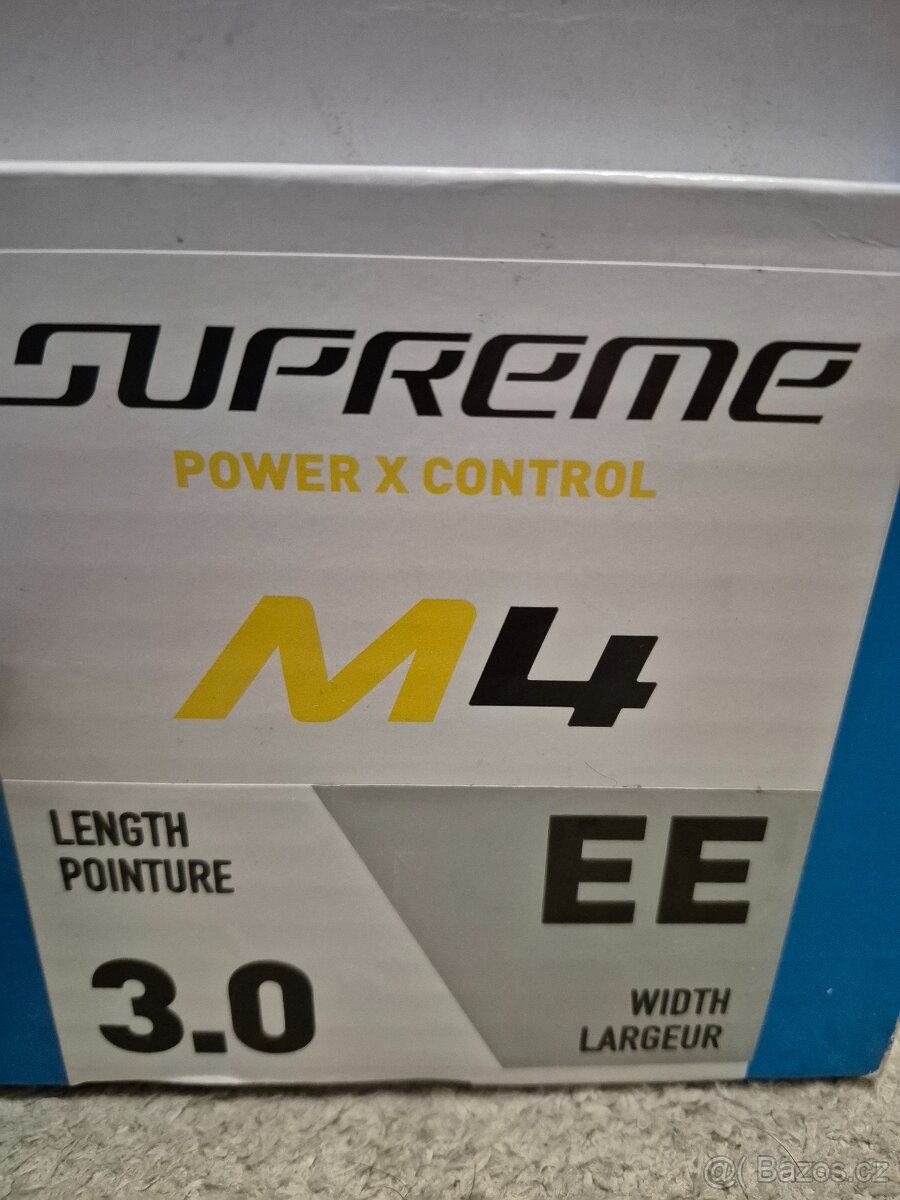 SUPREME
POWER X CONTROL
M4
LENGTH
POINTURE
3.0
EE
WIDTH
LARGEUR
@( Bazos.cz